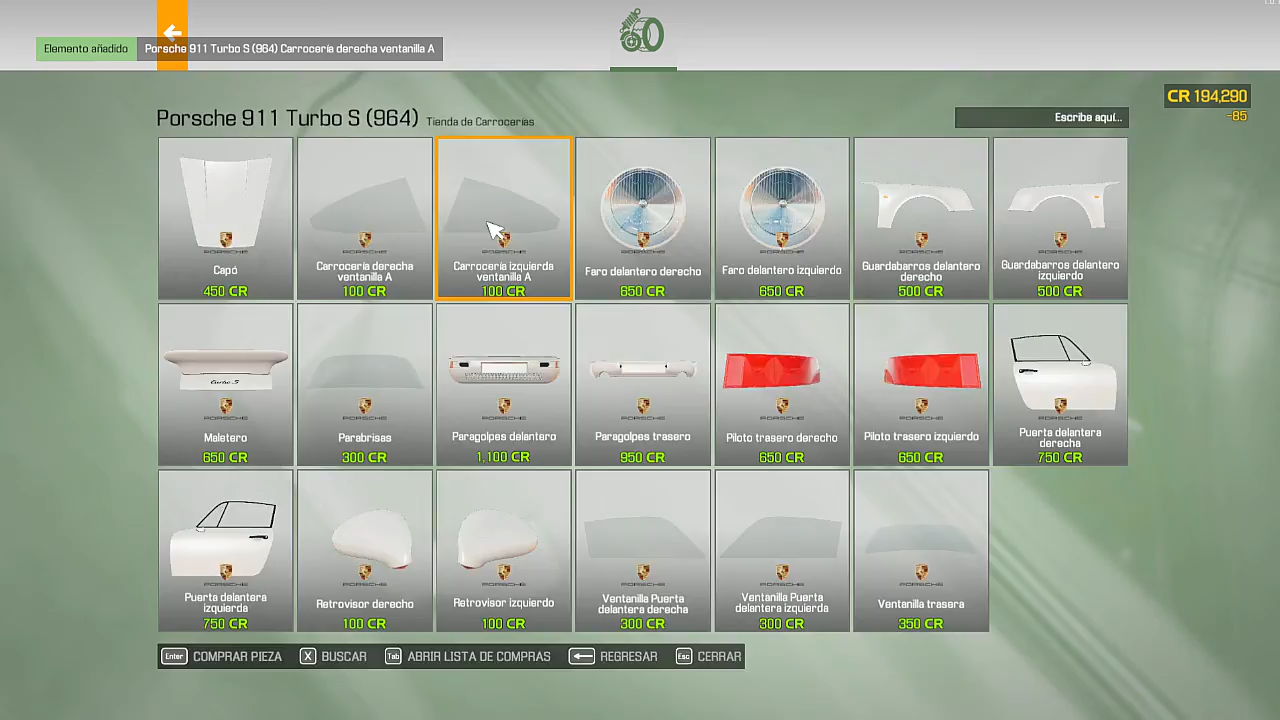 Elemento añadido
Porsche 911 Turbo S (964) Carrocería derecha ventanilla A
CR 194,290
-85
Porsche 911 Turbo S (964) Tienda de Carrocerías
Escribe aquí...
Capó
450 CR
Carrocería derecha
ventanilla A
100 CR
Carrocería izquierda
ventanilla A
100 CR
Faro delantero derecho
650 CR
Faro delantero izquierdo
650 CR
Guardabarros delantero
derecho
500 CR
Guardabarros delantero
izquierdo
500 CR
turbo S
Maletero
650 CR
Parabrisas
300 CR
Paragolpes delantero
1,100 CR
Paragolpes trasero
950 CR
Piloto trasero derecho
650 CR
Piloto trasero izquierdo
650 CR
Puerta delantera
derecha
750 CR
Puerta delantera
izquierda
750 CR
Retrovisor derecho
100 CR
Retrovisor izquierdo
100 CR
Ventanilla Puerta
delantera derecha
300 CR
Ventanilla Puerta
delantera izquierda
300 CR
Ventanilla trasera
350 CR
Enter COMPRAR PIEZA X BUSCAR Tab ABRIR LISTA DE COMPRAS REGRESAR Esc CERRAR